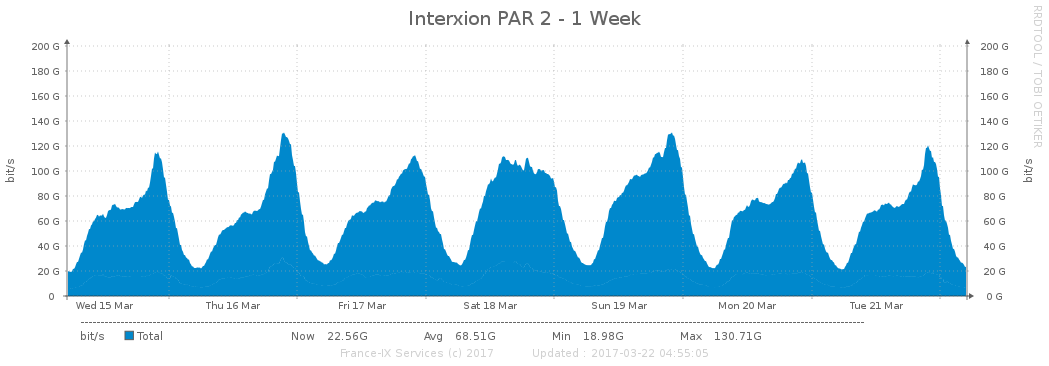 Interxion PAR 2 - 1 Week
RRDTOOL / TOBI OETIKER
200 G 200 G
180 G 180 G
160 G 160 G
140 G 140 G
120 G 120 G
100 G 100 G
80 G 80 G
60 G 60 G
40 G 40 G
20 G 20 G
0 0 G
bit/s
bit/s
Wed 15 Mar Thu 16 Mar Fri 17 Mar Sat 18 Mar Sun 19 Mar Mon 20 Mar Tue 21 Mar
bit/s Total Now 22.56G Avg 68.51G Min 18.98G Max 130.71G
France-IX Services (c) 2017 Updated : 2017-03-22 04:55:05